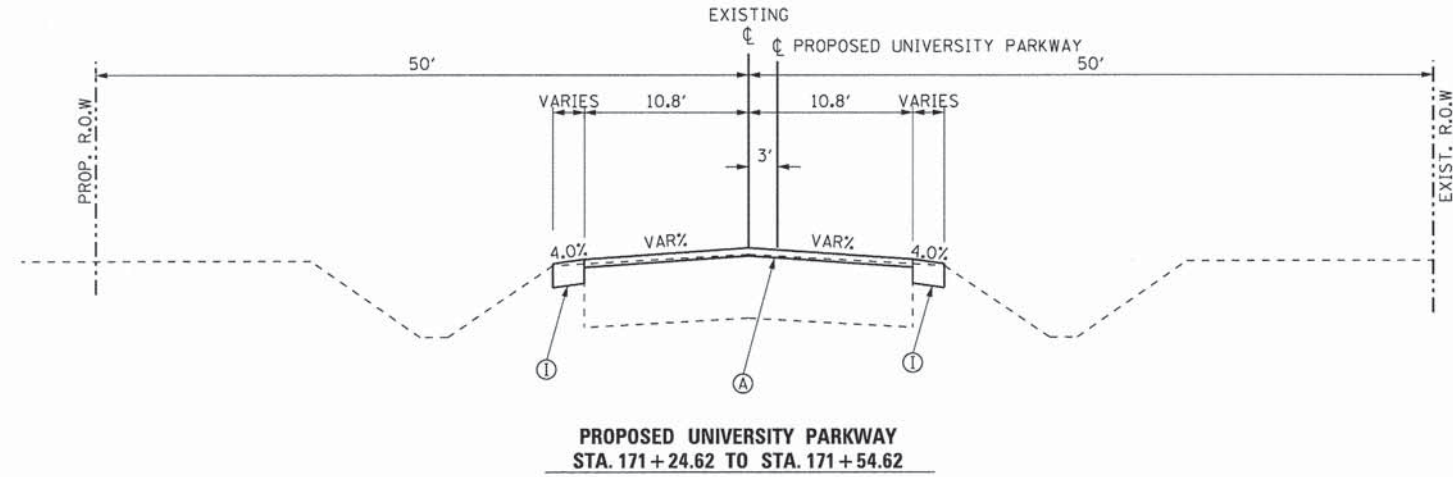 EXISTING
℄
℄ PROPOSED UNIVERSITY PARKWAY
50'
50'
VARIES
10.8'
10.8'
VARIES
PROP. R.O.W
EXIST. R.O.W
3'
4.0%
VAR%
VAR%
4.0%
I
A
I
PROPOSED UNIVERSITY PARKWAY
STA. 171+24.62 TO STA. 171+54.62